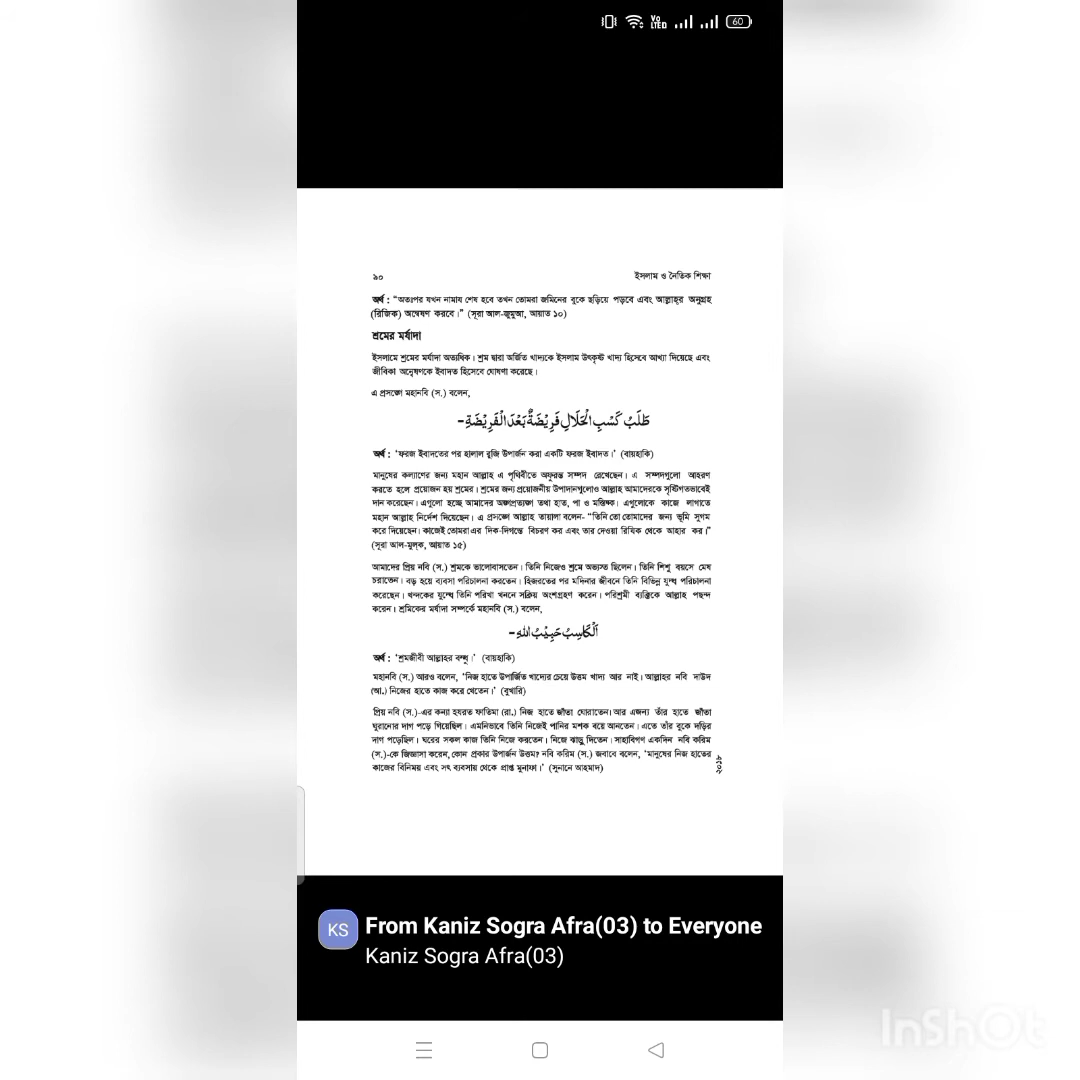 Vo
LTED
60
৯০
ইসলাম ও নৈতিক শিক্ষা
অর্থ : “অতঃপর যখন নামায শেষ হবে তখন তোমরা জমিনের বুকে ছড়িয়ে পড়বে এবং আল্লাহর অনুগ্রহ
(রিজিক) অন্বেষণ করবে।” (সূরা আল-জুমুআ, আয়াত ১০)
শ্রমের মর্যাদা
ইসলামে শ্রমের মর্যাদা অত্যধিক। শ্রম দ্বারা অর্জিত খাদ্যকে ইসলাম উৎকৃষ্ট খাদ্য হিসেবে আখ্যা দিয়েছে এবং
জীবিকা অন্বেষণকে ইবাদত হিসেবে ঘোষণা করেছে।
এ প্রসঙ্গে মহানবি (স.) বলেন,
طَلَبُ كَسْبِ الْحَلَالِ فَرِيْضَةٌ بَعْدَ الْفَرِيْضَةِ-
অর্থ : ‘ফরজ ইবাদতের পর হালাল রুজি উপার্জন করা একটি ফরজ ইবাদত।’ (বায়হাকি)
মানুষের কল্যাণের জন্য মহান আল্লাহ এ পৃথিবীতে অফুরন্ত সম্পদ রেখেছেন। এ সম্পদগুলো আহরণ
করতে হলে প্রয়োজন হয় শ্রমের। শ্রমের জন্য প্রয়োজনীয় উপাদানগুলোও আল্লাহ আমাদেরকে সৃষ্টিগতভাবেই
দান করেছেন। এগুলো হচ্ছে আমাদের অঙ্গপ্রত্যঙ্গ তথা হাত, পা ও মস্তিষ্ক। এগুলোকে কাজে লাগাতে
মহান আল্লাহ নির্দেশ দিয়েছেন। এ প্রসঙ্গে আল্লাহ তায়ালা বলেন- “তিনি তো তোমাদের জন্য ভূমি সুগম
করে দিয়েছেন। কাজেই তোমরা এর দিক-দিগন্তে বিচরণ কর এবং তার দেওয়া রিযিক থেকে আহার কর।”
(সূরা আল-মুলক, আয়াত ১৫)
আমাদের প্রিয় নবি (স.) শ্রমকে ভালোবাসতেন। তিনি নিজেও শ্রমে অভ্যস্ত ছিলেন। তিনি শিশু বয়সে মেষ
চরাতেন। বড় হয়ে ব্যবসা পরিচালনা করতেন। হিজরতের পর মদিনার জীবনে তিনি বিভিন্ন যুদ্ধ পরিচালনা
করেছেন। খন্দকের যুদ্ধে তিনি পরিখা খননে সক্রিয় অংশগ্রহণ করেন। পরিশ্রমী ব্যক্তিকে আল্লাহ পছন্দ
করেন। শ্রমিকের মর্যাদা সম্পর্কে মহানবি (স.) বলেন,
اَلْكَاسِبُ حَبِيْبُ اللهِ-
অর্থ : ‘শ্রমজীবী আল্লাহর বন্ধু।’ (বায়হাকি)
মহানবি (স.) আরও বলেন, ‘নিজ হাতে উপার্জিত খাদ্যের চেয়ে উত্তম খাদ্য আর নাই। আল্লাহর নবি দাউদ
(আ.) নিজের হাতে কাজ করে খেতেন।’ (বুখারি)
প্রিয় নবি (স.)-এর কন্যা হযরত ফাতিমা (রা.) নিজ হাতে জাঁতা ঘোরাতেন। আর এজন্য তাঁর হাতে জাঁতা
ঘুরানোর দাগ পড়ে গিয়েছিল। এমনিভাবে তিনি নিজেই পানির মশক বয়ে আনতেন। এতে তাঁর বুকে দড়ির
দাগ পড়েছিল। ঘরের সকল কাজ তিনি নিজে করতেন। নিজে ঝাড়ু দিতেন। সাহাবিগণ একদিন নবি করিম
(স.)-কে জিজ্ঞাসা করেন, কোন প্রকার উপার্জন উত্তম? নবি করিম (স.) জবাবে বলেন, ‘মানুষের নিজ হাতের
কাজের বিনিময় এবং সৎ ব্যবসায় থেকে প্রাপ্ত মুনাফা।’ (সুনানে আহমাদ)
২০১৮
KS
From Kaniz Sogra Afra(03) to Everyone
Kaniz Sogra Afra(03)
InShOt